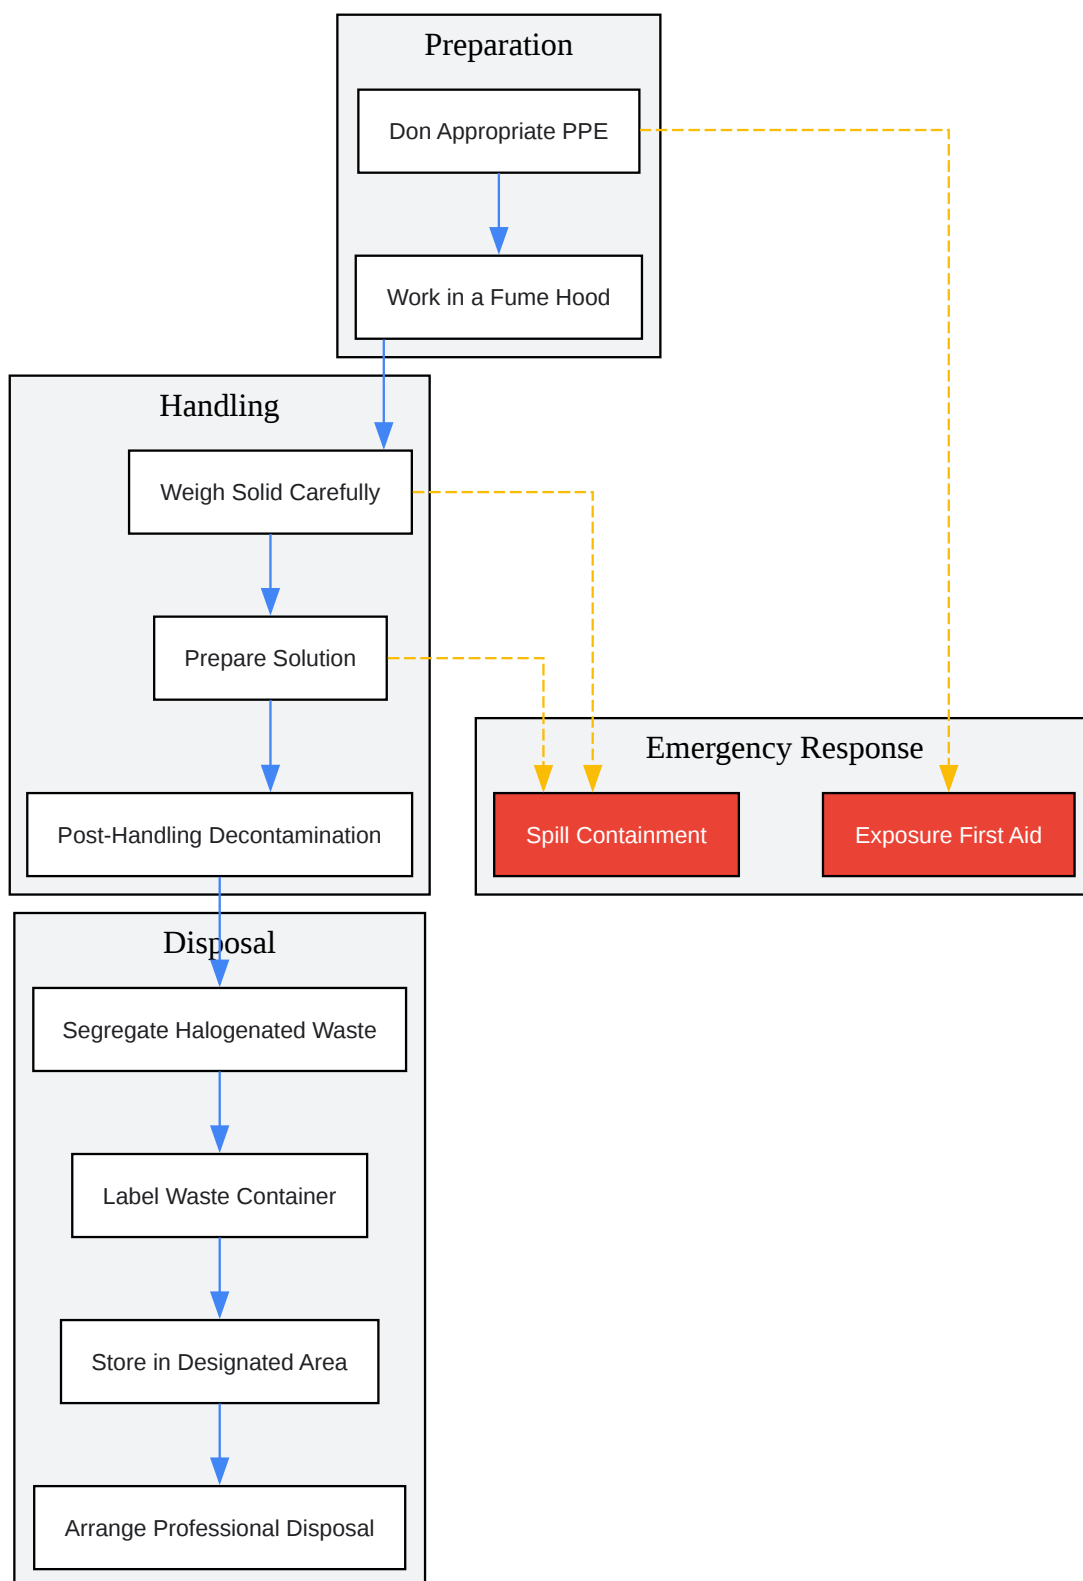 Preparation
Don Appropriate PPE
Work in a Fume Hood
Handling
Weigh Solid Carefully
Prepare Solution
Post-Handling Decontamination
Emergency Response
Spill Containment
Exposure First Aid
Disposal
Segregate Halogenated Waste
Label Waste Container
Store in Designated Area
Arrange Professional Disposal